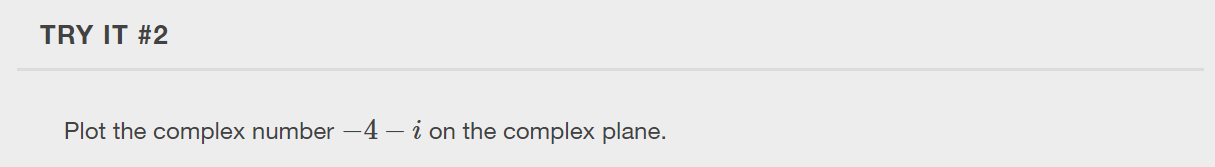 TRY IT #2
Plot the complex number −4 − i on the complex plane.